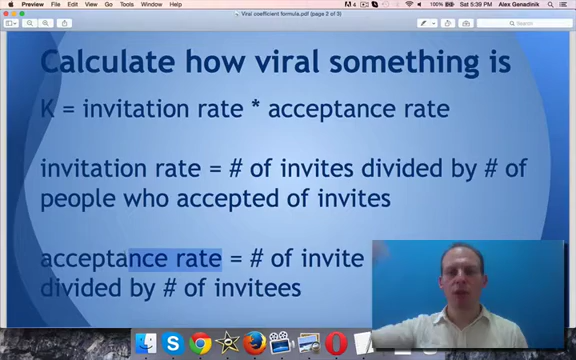 Preview File Edit View Go Tools Window Help
4
100%
Sat 5:39 PM Alex Genadinik
Viral coefficient formula.pdf (page 2 of 3)
Search
Calculate how viral something is
K = invitation rate * acceptance rate
invitation rate = # of invites divided by # of
people who accepted of invites
acceptance rate = # of invite
divided by # of invitees